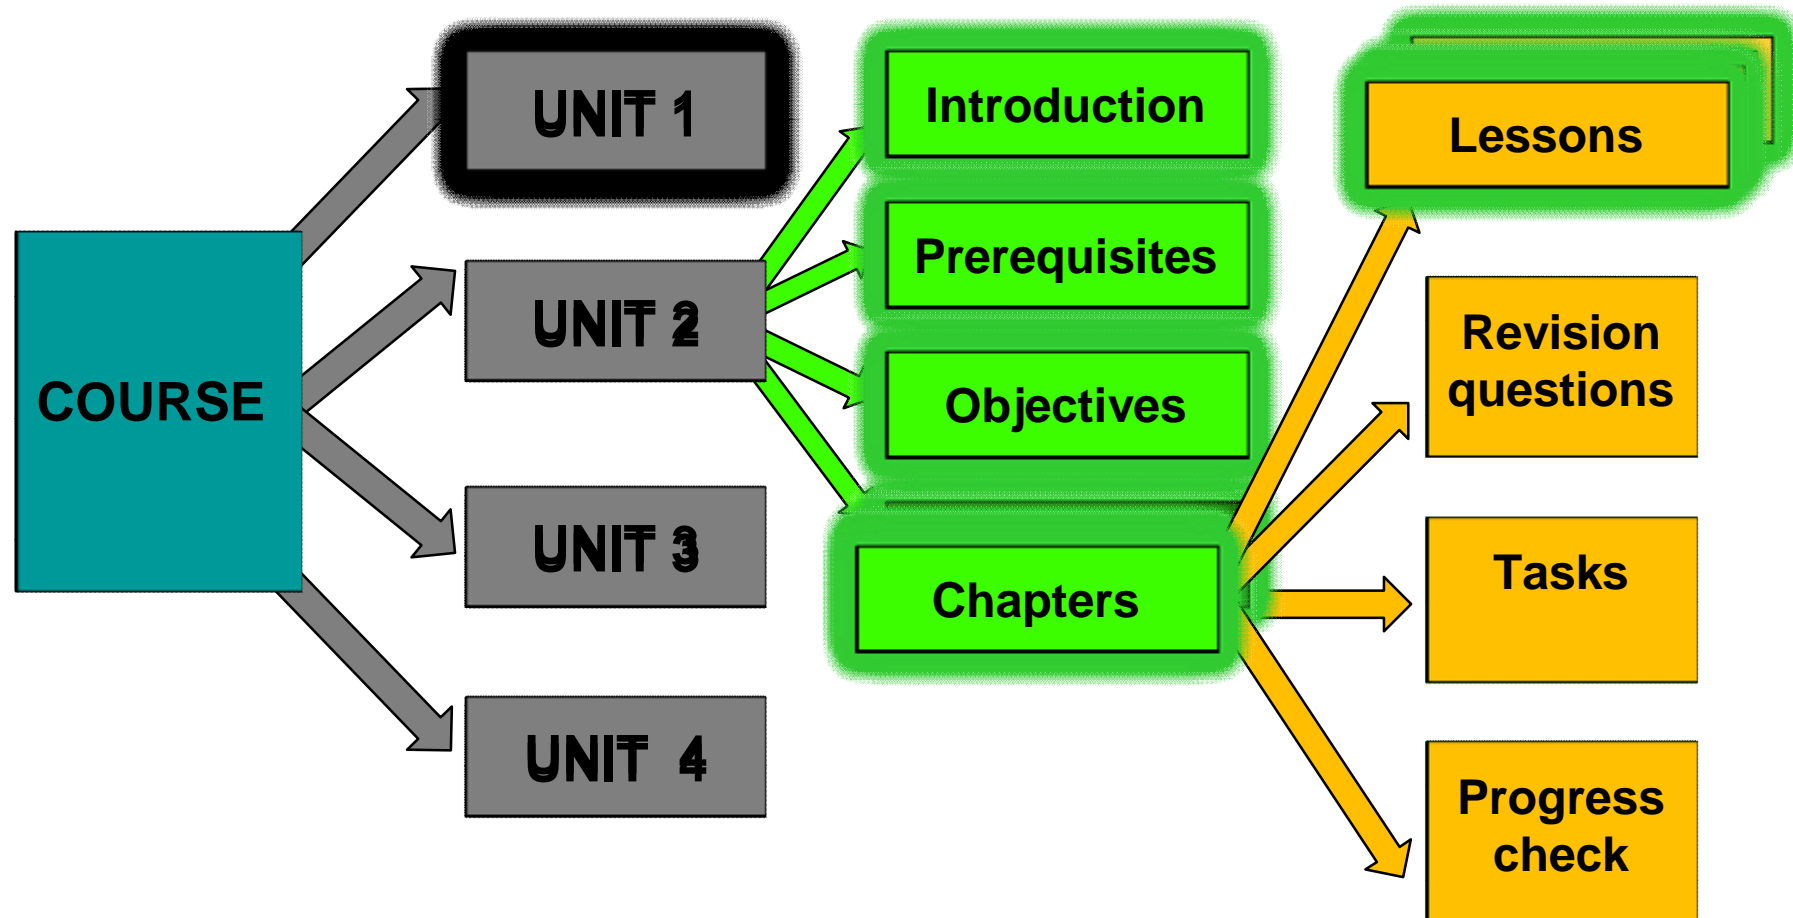 COURSE
UNIT 1
UNIT 2
UNIT 3
UNIT 4
Introduction
Prerequisites
Objectives
Chapters
Lessons
Revision
questions
Tasks
Progress
check